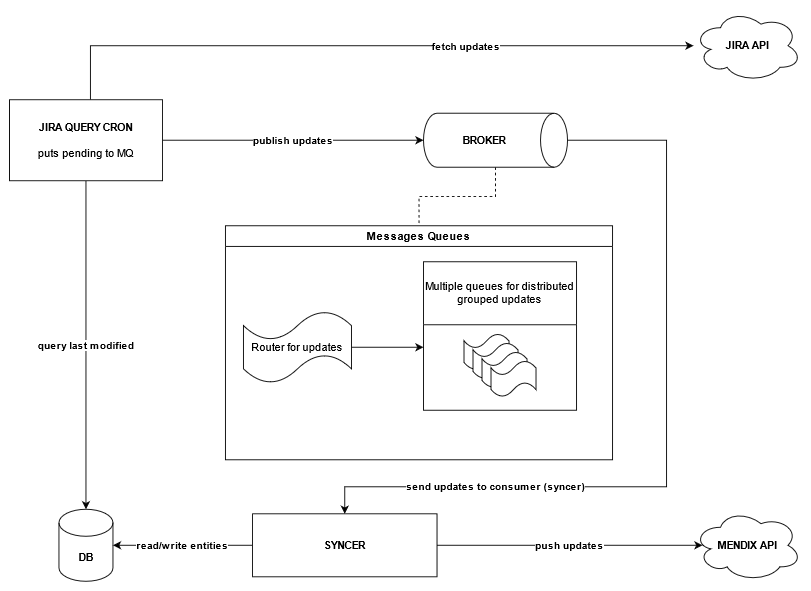 JIRA API
fetch updates
JIRA QUERY CRON
puts pending to MQ
publish updates
BROKER
Messages Queues
Multiple queues for distributed
grouped updates
Router for updates
query last modified
send updates to consumer (syncer)
DB
read/write entities
SYNCER
push updates
MENDIX API